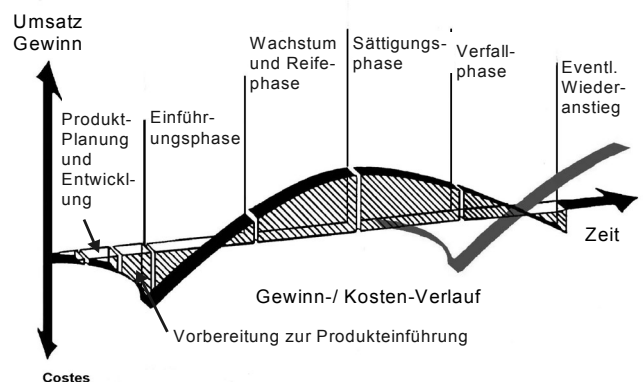 Umsatz
Gewinn
Produkt-
Planung
und
Entwickl-
ung
Einführ-
ungsphase
Wachstum
und Reife-
phase
Sättigungs-
phase
Verfall-
phase
Eventl.
Wieder-
anstieg
Zeit
Gewinn-/ Kosten-Verlauf
Vorbereitung zur Produkteinführung
Costes